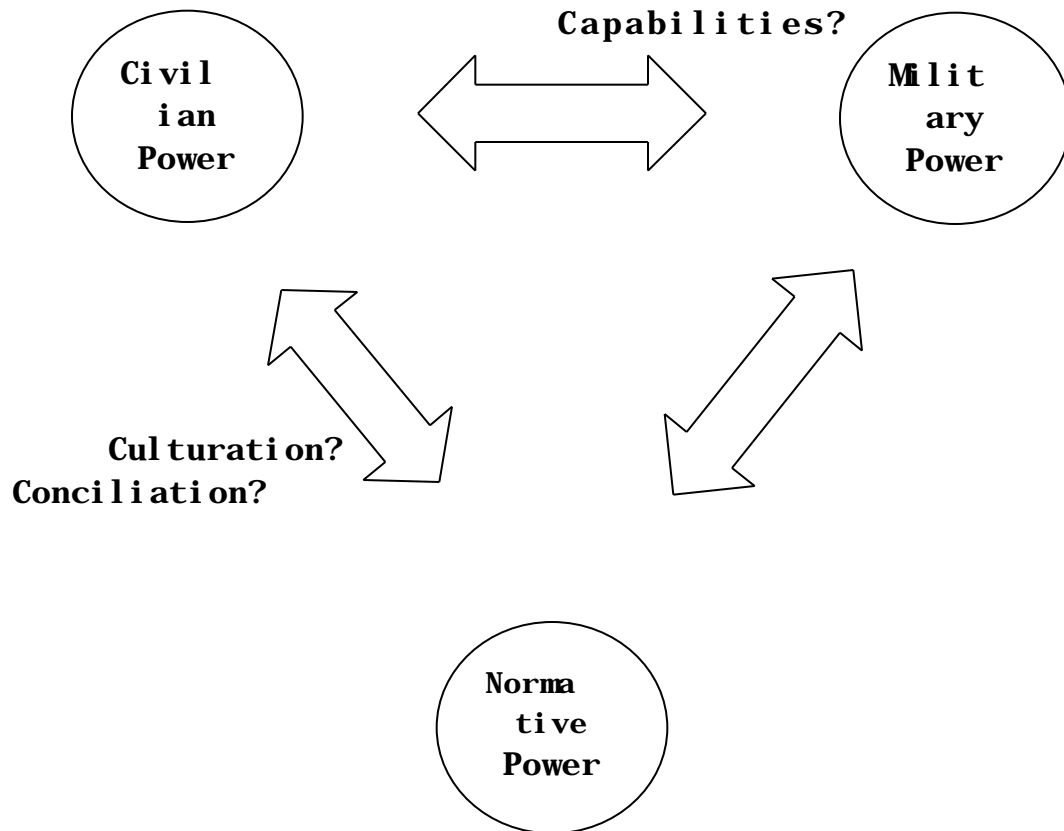 Capabilities?
Civil
ian
Power
Milit
ary
Power
Culturation?
Conciliation?
Norma
tive
Power